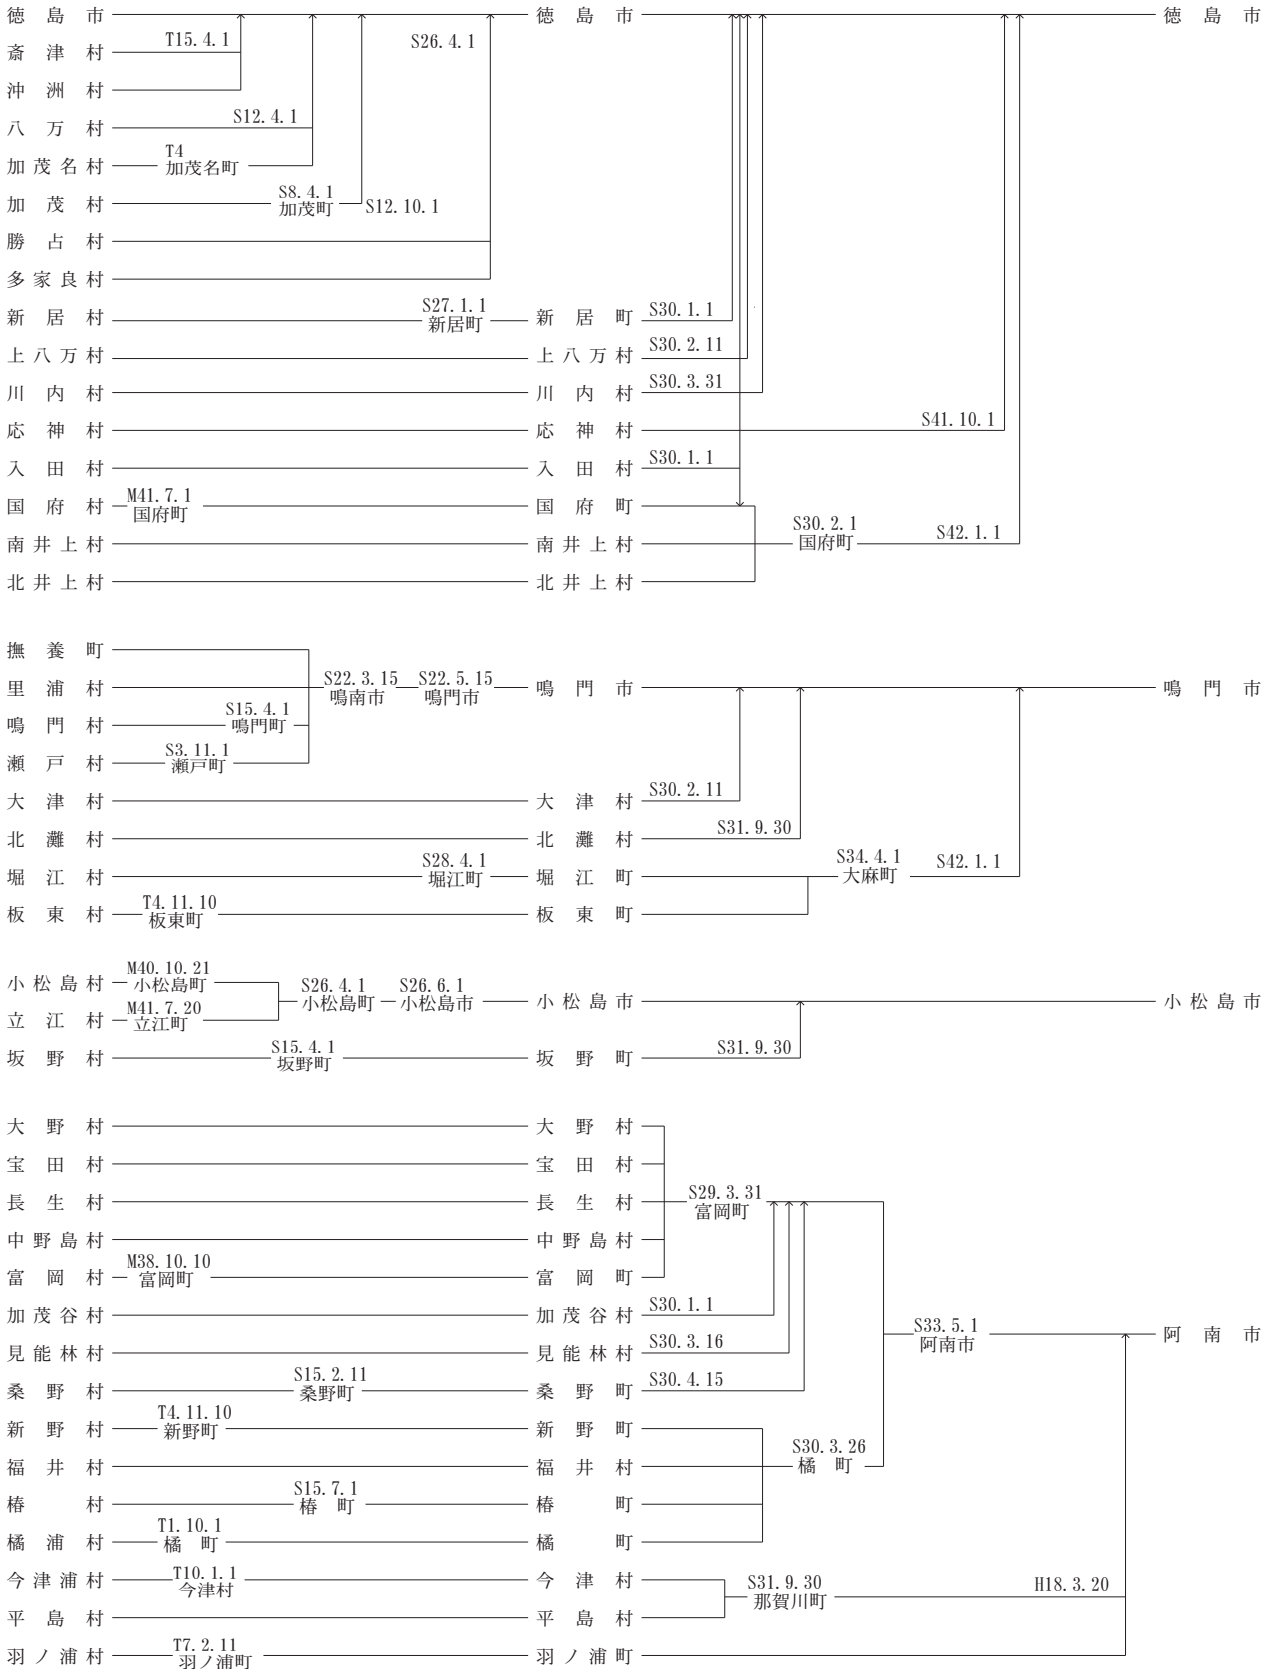 徳島市 徳島市 徳島市
T15.4.1 S26.4.1
斎津村
沖洲村
八万村 S12.4.1
加茂名村 T4 加茂名町
加茂村 S8.4.1 加茂町 S12.10.1
勝占村
多家良村
新居村 S27.1.1 新居町 新居町 S30.1.1
上八万村 上八万村 S30.2.11
川内村 川内村 S30.3.31
応神村 応神村 S41.10.1
入田村 入田村 S30.1.1
国府村 M41.7.1 国府町 国府町
南井上村 南井上村 S30.2.1 国府町 S42.1.1
北井上村 北井上村
撫養町
里浦村 S22.3.15 鳴南市 S22.5.15 鳴門市 鳴門市 鳴門市
鳴門村 S15.4.1 鳴門町
瀬戸村 S3.11.1 瀬戸町
大津村 大津村 S30.2.11
北灘村 北灘村 S31.9.30
堀江村 S28.4.1 堀江町 堀江町 S34.4.1 大麻町 S42.1.1
板東村 T4.11.10 板東町 板東町
小松島村 M40.10.21 小松島町
S26.4.1 小松島町 S26.6.1 小松島市 小松島市 小松島市
立江村 M41.7.20 立江町
坂野村 S15.4.1 坂野町 坂野町 S31.9.30
大野村 大野村
宝田村 宝田村
長生村 長生村 S29.3.31 富岡町
中野島村 中野島村
富岡村 M38.10.10 富岡町 富岡町
加茂谷村 加茂谷村 S30.1.1
S33.5.1 阿南市 阿南市
見能林村 見能林村 S30.3.16
桑野村 S15.2.11 桑野町 桑野町 S30.4.15
新野村 T4.11.10 新野町 新野町
福井村 福井村 S30.3.26 橘町
椿村 S15.7.1 椿町 椿町
橘浦村 T1.10.1 橘町 橘町
今津浦村 T10.1.1 今津村 今津村
S31.9.30 那賀川町 H18.3.20
平島村 平島村
羽ノ浦村 T7.2.11 羽ノ浦町 羽ノ浦町